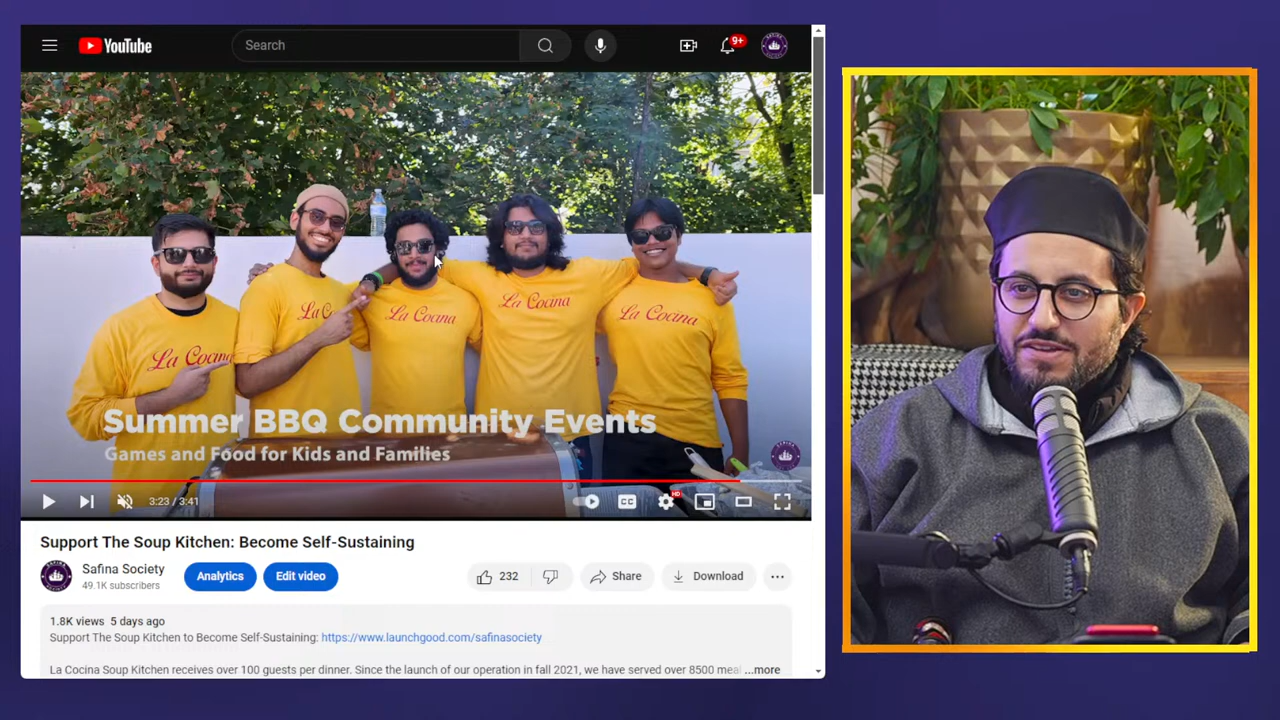 YouTube
Search
9+
La Cocina
La Co
La Cocina
La Cocina
La Cocina
Summer BBQ Community Events
Games and Food for Kids and Families
3:23 / 3:41
CC
HD
Support The Soup Kitchen: Become Self-Sustaining
Safina Society
49.1K subscribers
Analytics
Edit video
232
Share
Download
1.8K views 5 days ago
Support The Soup Kitchen to Become Self-Sustaining: https://www.launchgood.com/safinasociety
La Cocina Soup Kitchen receives over 100 guests per dinner. Since the launch of our operation in fall 2021, we have served over 8500 meal ...more